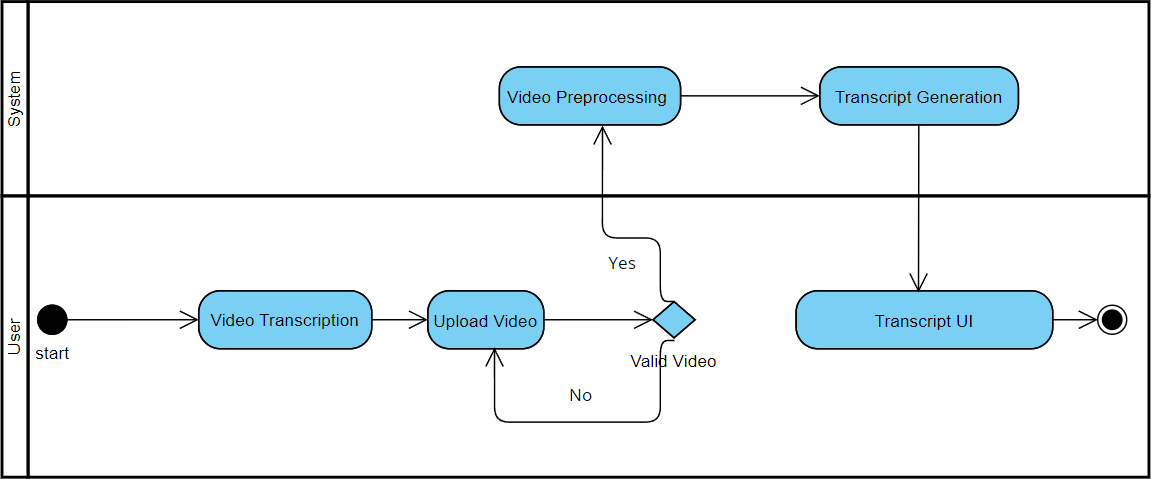 System
Video Preprocessing
Transcript Generation
User
Yes
Video Transcription
Upload Video
Transcript UI
start
Valid Video
No